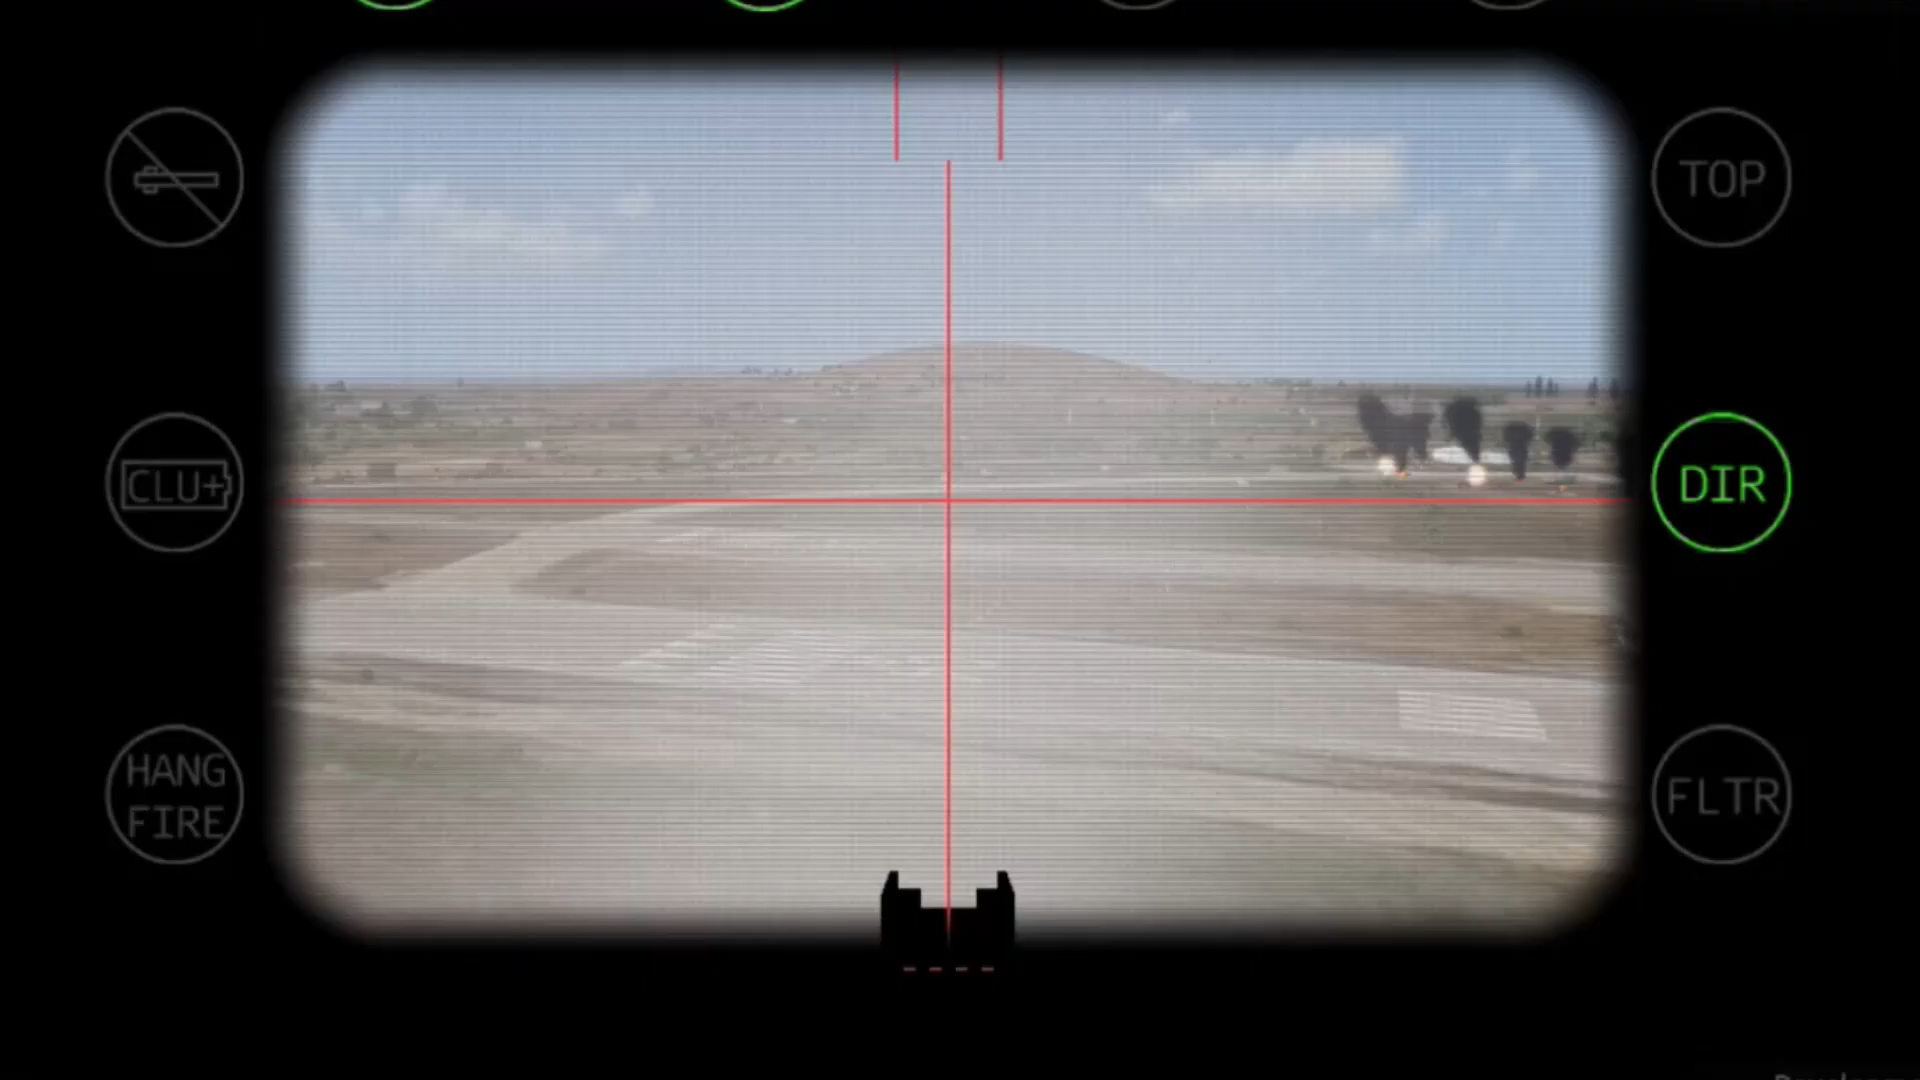 TOP
CLU+
DIR
HANG
FIRE
FLTR